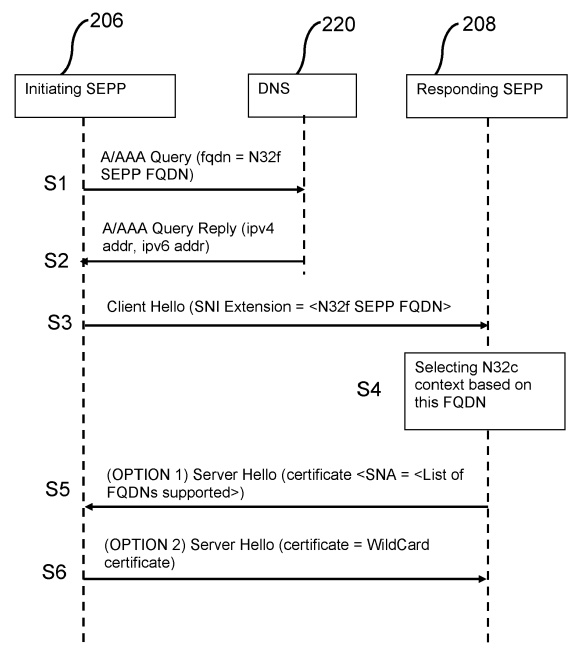 206
220
208
Initiating SEPP
DNS
Responding SEPP
A/AAA Query (fqdn = N32f
SEPP FQDN)
S1
A/AAA Query Reply (ipv4
addr, ipv6 addr)
S2
Client Hello (SNI Extension = <N32f SEPP FQDN>
S3
Selecting N32c
context based on
this FQDN
S4
(OPTION 1) Server Hello (certificate <SNA = <List of
FQDNs supported>)
S5
(OPTION 2) Server Hello (certificate = WildCard
certificate)
S6